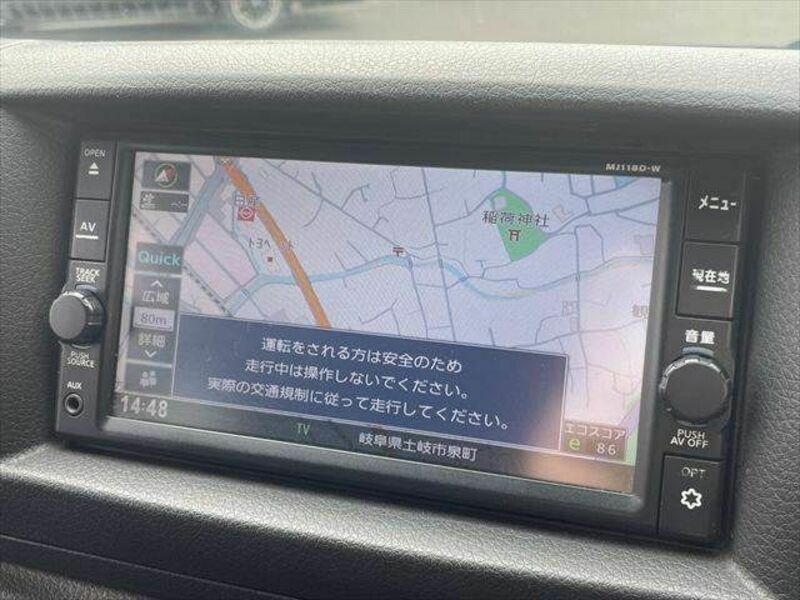 MJ118D-W
OPEN
AV
TRACK
SEEK
PUSH
SOURCE
AUX
Quick
広域
80m
詳細
14:48
日産
稲荷神社
運転をされる方は安全のため
走行中は操作しないでください。
実際の交通規制に従って走行してください。
TV
岐阜県土岐市泉町
エコスコア
e 86
メニュー
現在地
音量
PUSH
AV OFF
OPT